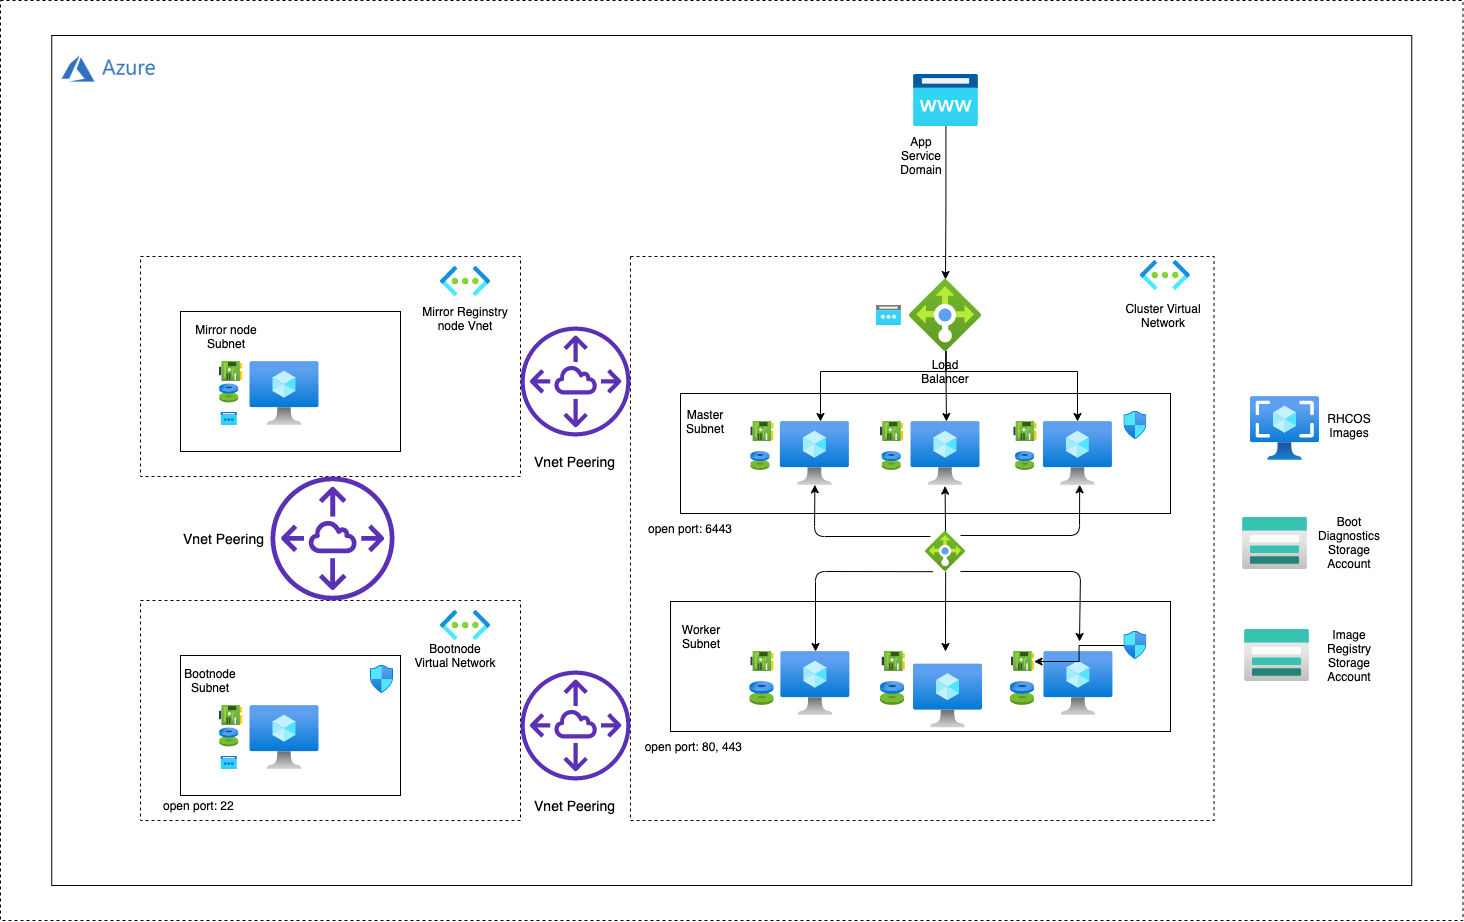 Azure
www
App
Service
Domain
Mirror Reginstry
node Vnet
Cluster Virtual
Network
Mirror node
Subnet
Load
Balancer
Master
Subnet
RHCOS
Images
Vnet Peering
open port: 6443
Vnet Peering
Boot
Diagnostics
Storage
Account
Worker
Subnet
Image
Registry
Storage
Account
Bootnode
Virtual Network
Bootnode
Subnet
open port: 80, 443
open port: 22
Vnet Peering